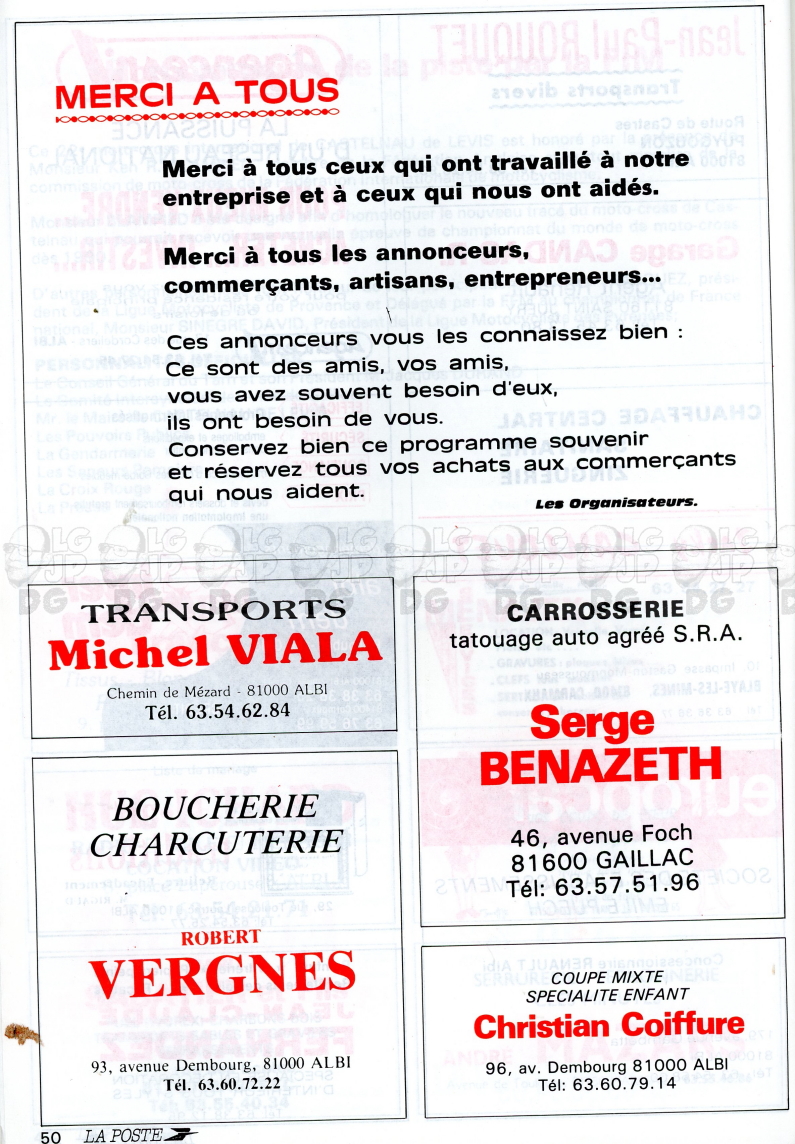 MERCI A TOUS
Merci à tous ceux qui ont travaillé à notre
entreprise et à ceux qui nous ont aidés.
Merci à tous les annonceurs,
commerçants, artisans, entrepreneurs...
Ces annonceurs vous les connaissez bien :
Ce sont des amis, vos amis,
vous avez souvent besoin d'eux,
ils ont besoin de vous.
Conservez bien ce programme souvenir
et réservez tous vos achats aux commerçants
qui nous aident.
Les Organisateurs.
TRANSPORTS
Michel VIALA
Chemin de Mézard - 81000 ALBI
Tél. 63.54.62.84
BOUCHERIE
CHARCUTERIE
ROBERT
VERGNES
93, avenue Dembourg, 81000 ALBI
Tél. 63.60.72.22
CARROSSERIE
tatouage auto agréé S.R.A.
Serge
BENAZETH
46, avenue Foch
81600 GAILLAC
Tél: 63.57.51.96
COUPE MIXTE
SPECIALITE ENFANT
Christian Coiffure
96, av. Dembourg 81000 ALBI
Tél: 63.60.79.14
50 LA POSTE
LG JP DG